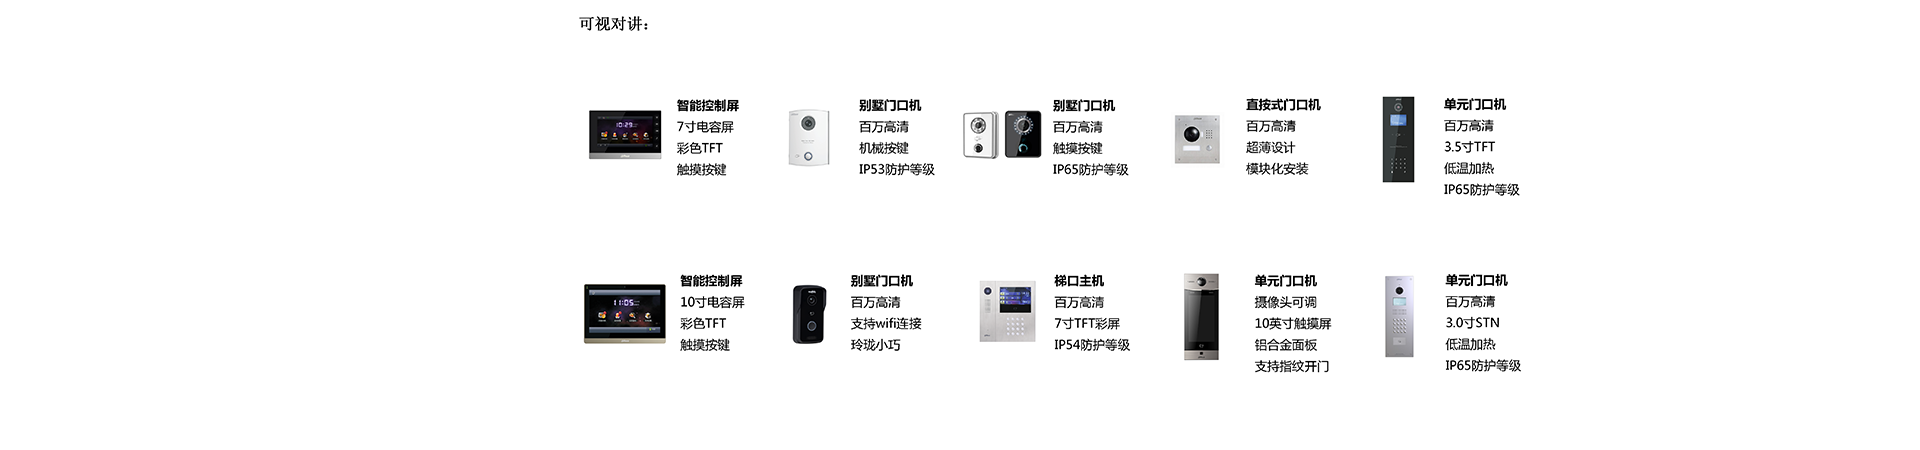 可视对讲：
智能控制屏
7寸电容屏
彩色TFT
触摸按键
别墅门口机
百万高清
机械按键
IP53防护等级
别墅门口机
百万高清
触摸按键
IP65防护等级
直按式门口机
百万高清
超薄设计
模块化安装
单元门口机
百万高清
3.5寸TFT
低温加热
IP65防护等级
智能控制屏
10寸电容屏
彩色TFT
触摸按键
别墅门口机
百万高清
支持wifi连接
玲珑小巧
梯口主机
百万高清
7寸TFT彩屏
IP54防护等级
单元门口机
摄像头可调
10英寸触摸屏
铝合金面板
支持指纹开门
单元门口机
百万高清
3.0寸STN
低温加热
IP65防护等级
10:29
11:05